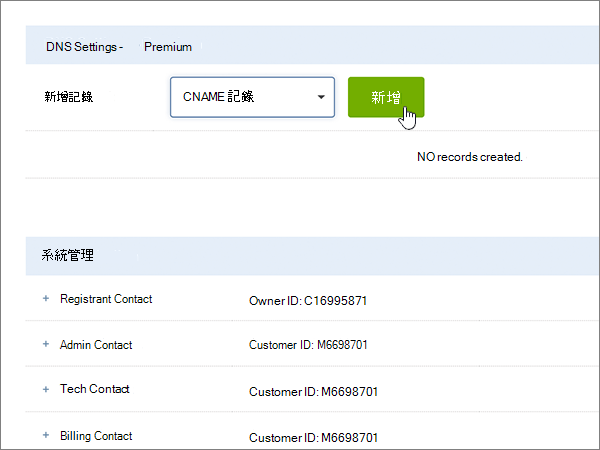 DNS Settings - Premium
新增記錄 CNAME 記錄 新增
NO records created.
系統管理
+ Registrant Contact Owner ID: C16995871
+ Admin Contact Customer ID: M6698701
+ Tech Contact Customer ID: M6698701
+ Billing Contact Customer ID: M6698701